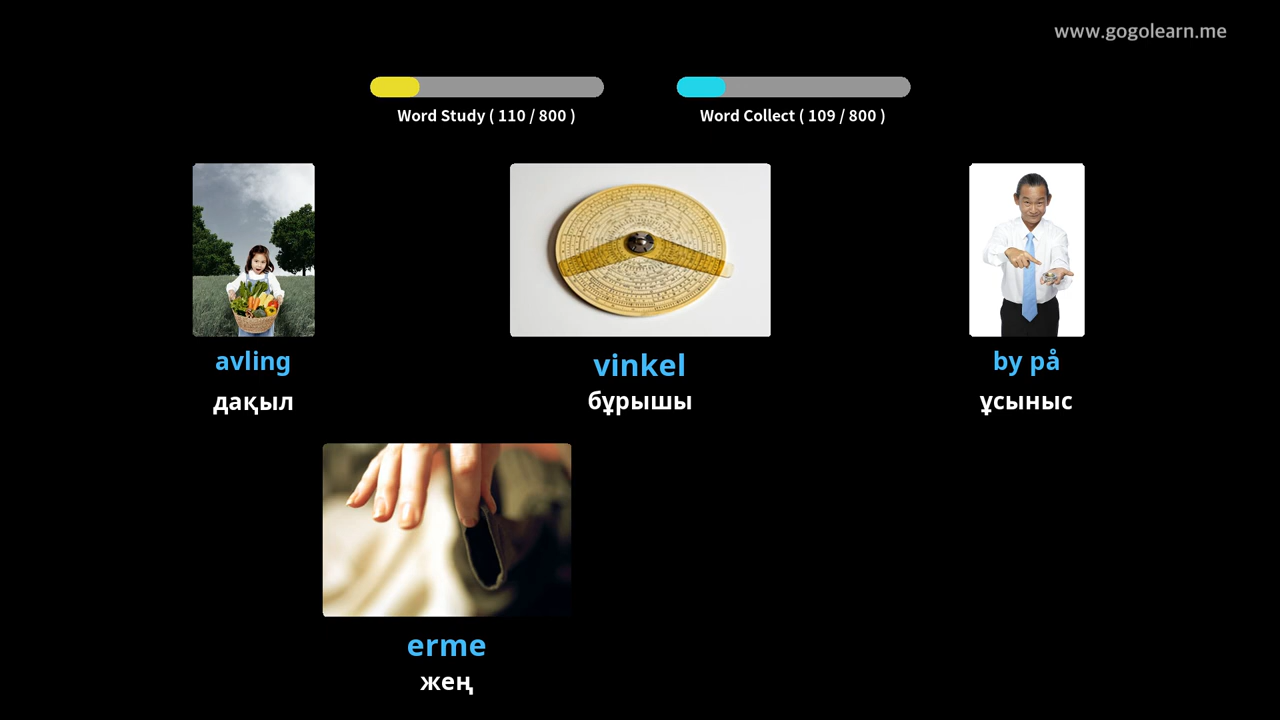 www.gogolearn.me
Word Study ( 110 / 800 )
Word Collect ( 109 / 800 )
avling
дақыл
vinkel
бұрышы
by på
ұсыныс
erme
жең